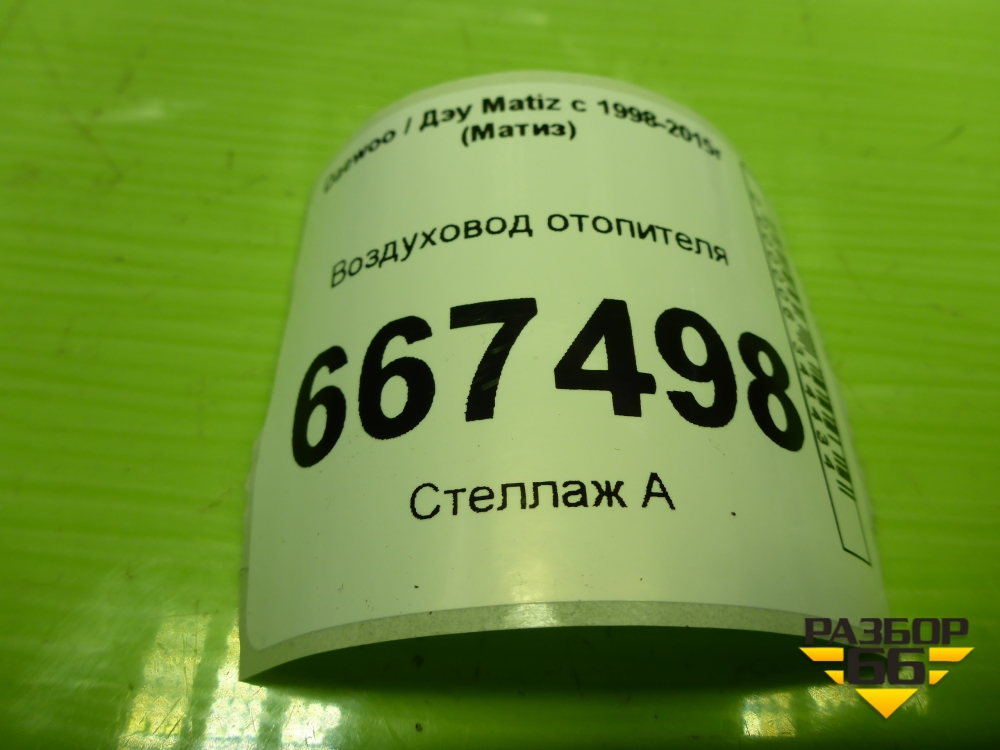 Daewoo / Дэу Matiz с 1998-2015г
(Матиз)
Воздуховод отопителя
667498
Стеллаж А
РАЗБОР
66